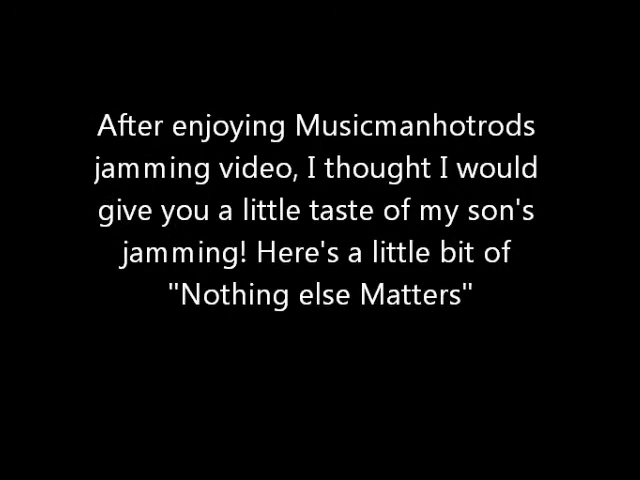 After enjoying Musicmanhotrods
jamming video, I thought I would
give you a little taste of my son's
jamming! Here's a little bit of
"Nothing else Matters"